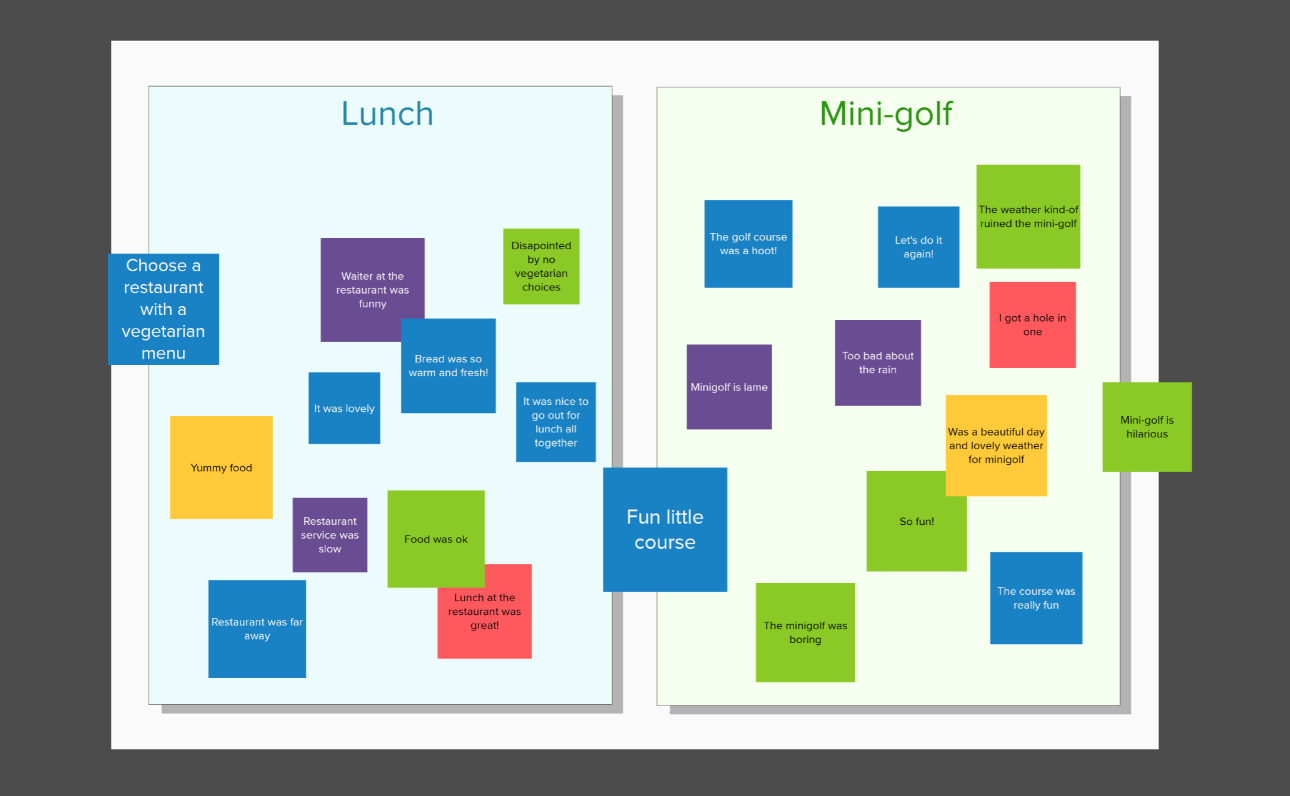 Lunch
Choose a
restaurant
with a
vegetarian
menu
Waiter at the
restaurant was
funny
Disapointed
by no
vegetarian
choices
Bread was so
warm and fresh!
It was lovely
It was nice to
go out for
lunch all
together
Yummy food
Restaurant
service was
slow
Food was ok
Lunch at the
restaurant was
great!
Restaurant was far
away
Fun little
course
Mini-golf
The golf course
was a hoot!
Let's do it
again!
The weather kind-of
ruined the mini-golf
I got a hole in
one
Minigolf is lame
Too bad about
the rain
Was a beautiful day
and lovely weather
for minigolf
Mini-golf is
hilarious
So fun!
The course was
really fun
The minigolf was
boring